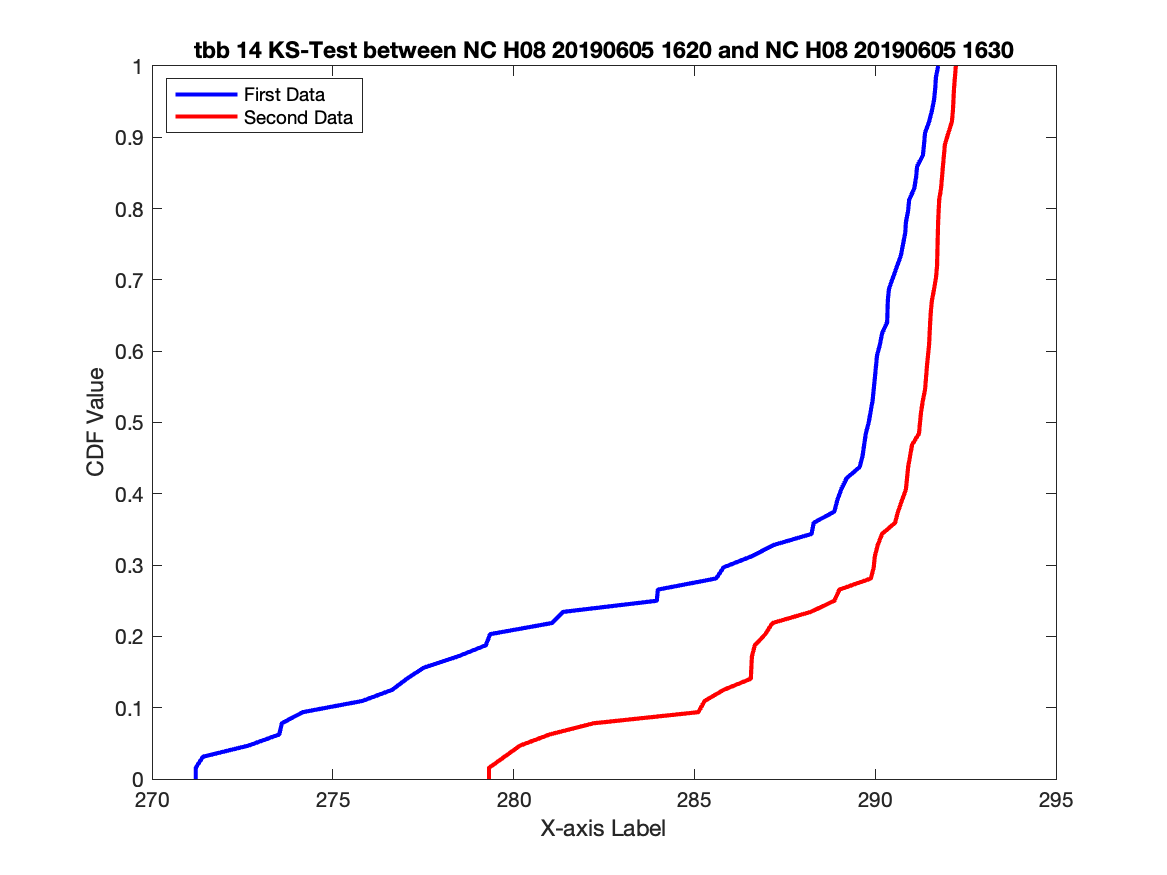 tbb 14 KS-Test between NC H08 20190605 1620 and NC H08 20190605 1630
First Data
Second Data
1
0.9
0.8
0.7
0.6
0.5
0.4
0.3
0.2
0.1
0
CDF Value
270 275 280 285 290 295
X-axis Label